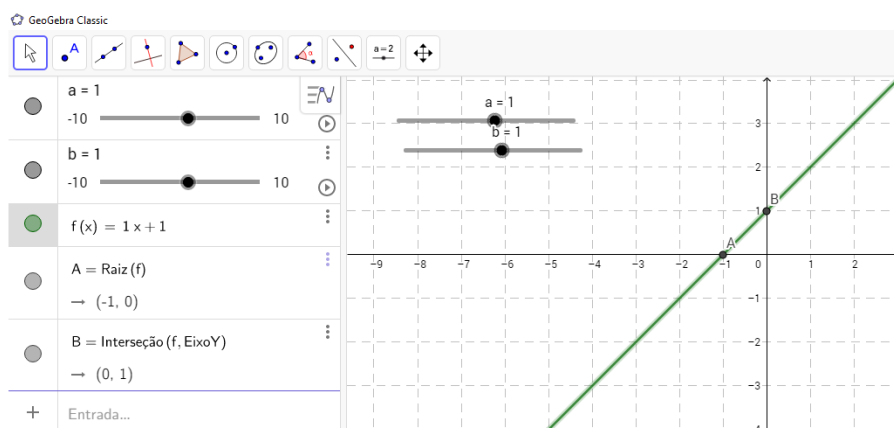 GeoGebra Classic
A
a=2
a = 1
-10
10
b = 1
-10
10
f (x) = 1 x + 1
A = Raiz (f)
→ (-1, 0)
B = Interseção (f, EixoY)
→ (0, 1)
+ Entrada...
a = 1
b = 1
3
2
1
B
A
-9 -8 -7 -6 -5 -4 -3 -2 -1 0 1 2
-1
-2
-3